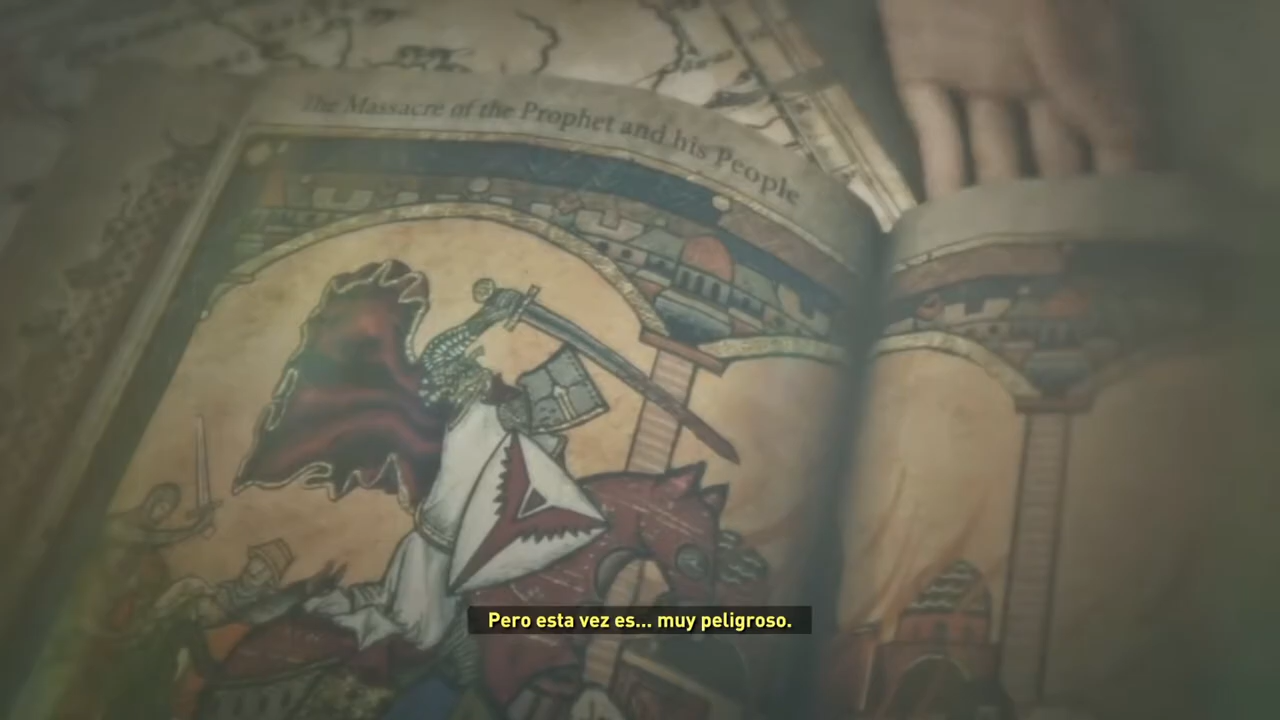 The Massacre of the Prophet and his People
Pero esta vez es... muy peligroso.